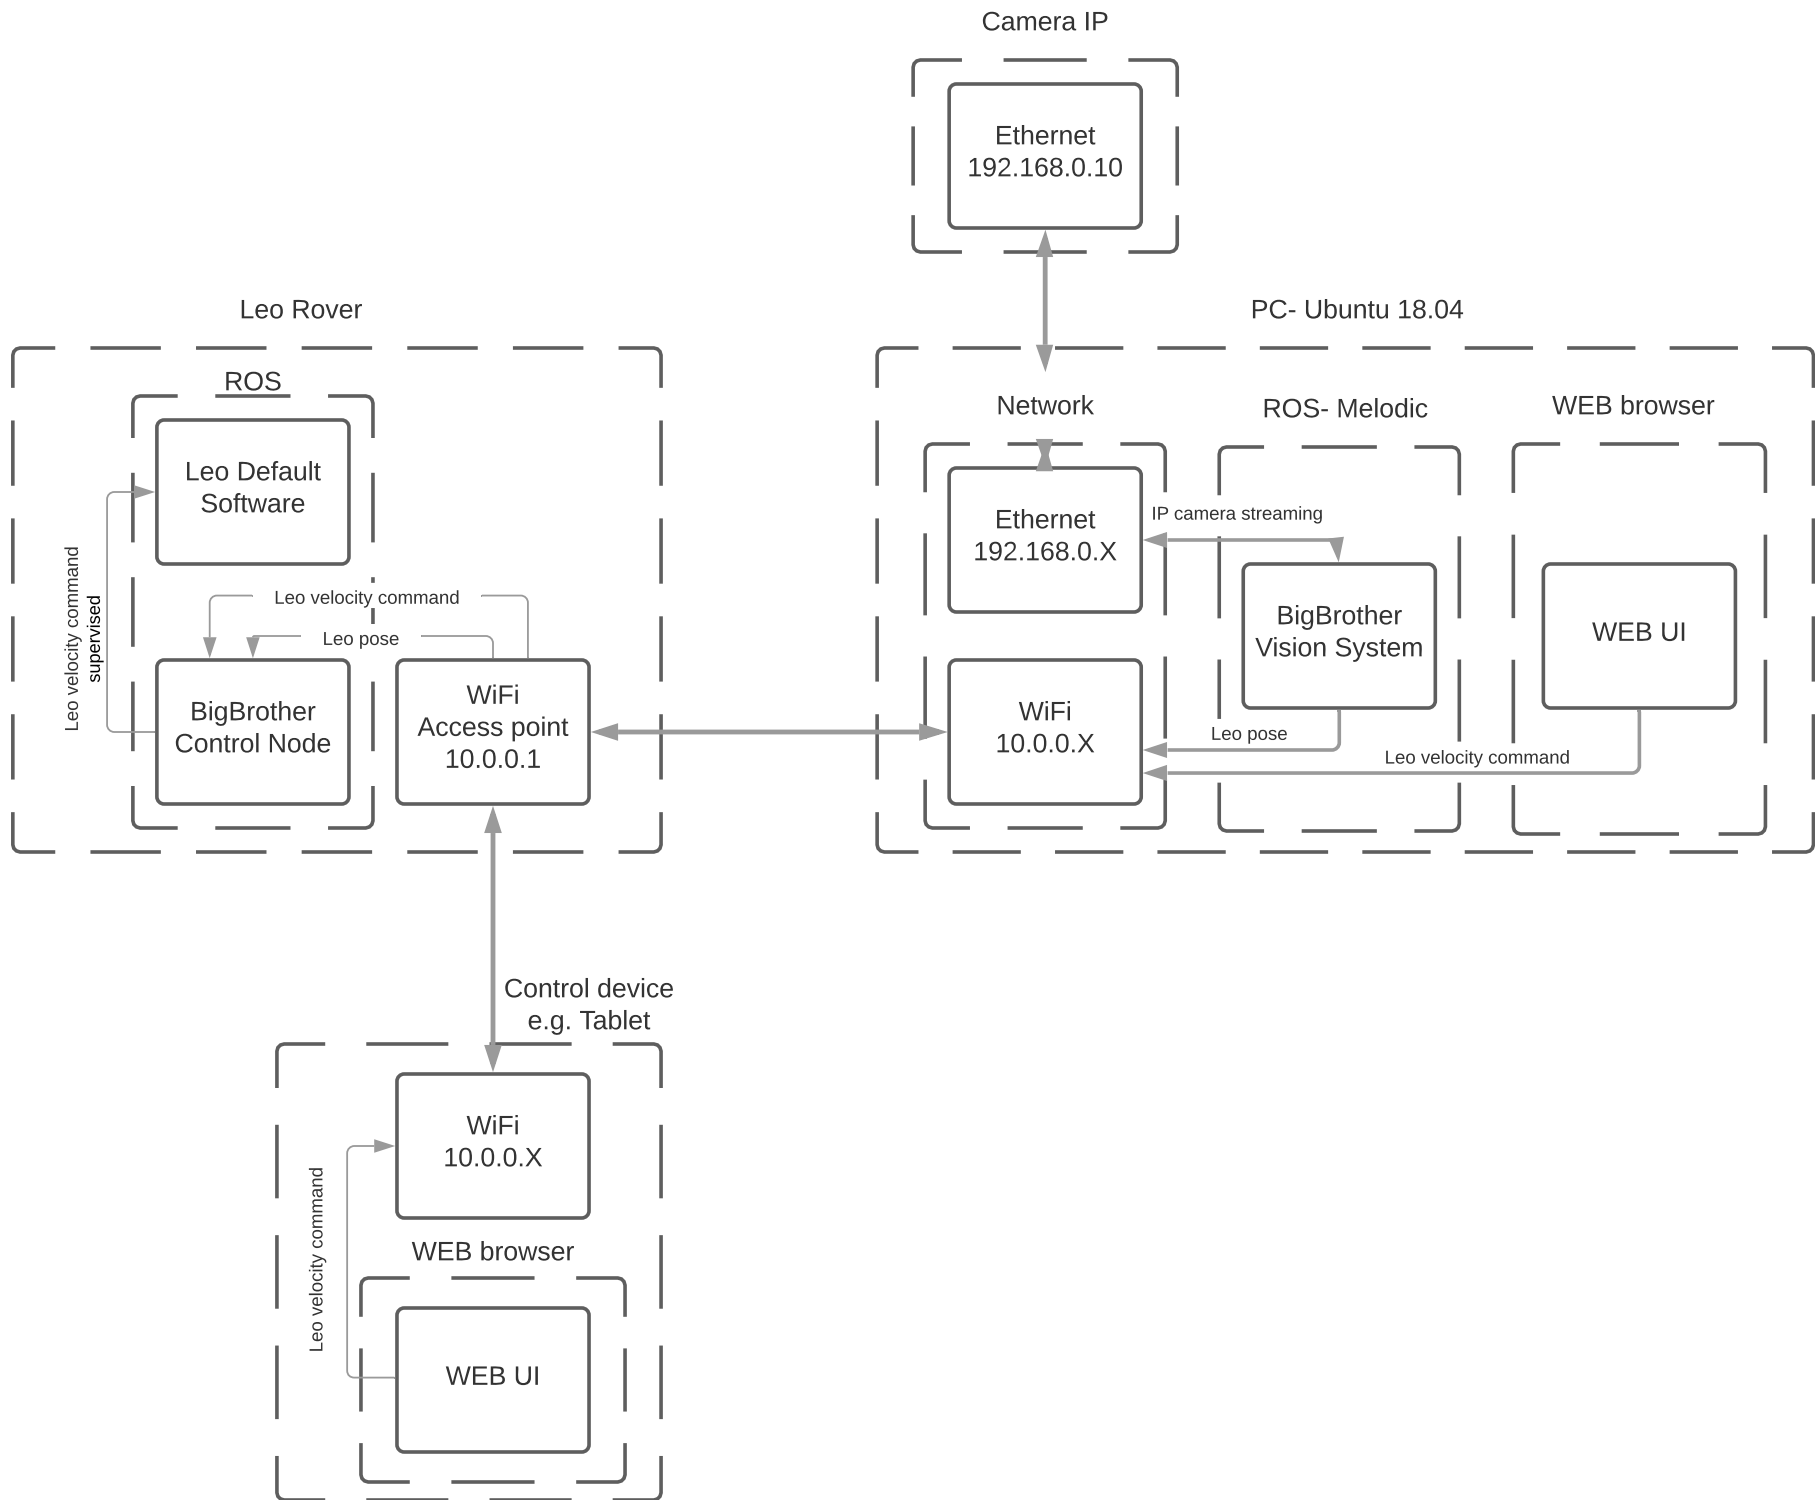 Camera IP
Ethernet
192.168.0.10
Leo Rover
PC- Ubuntu 18.04
ROS
Leo Default
Software
Leo velocity command
supervised
Leo velocity command
Leo pose
BigBrother
Control Node
WiFi
Access point
10.0.0.1
Network
Ethernet
192.168.0.X
WiFi
10.0.0.X
ROS- Melodic
IP camera streaming
BigBrother
Vision System
Leo pose
WEB browser
WEB UI
Leo velocity command
Control device
e.g. Tablet
WiFi
10.0.0.X
Leo velocity command
WEB browser
WEB UI